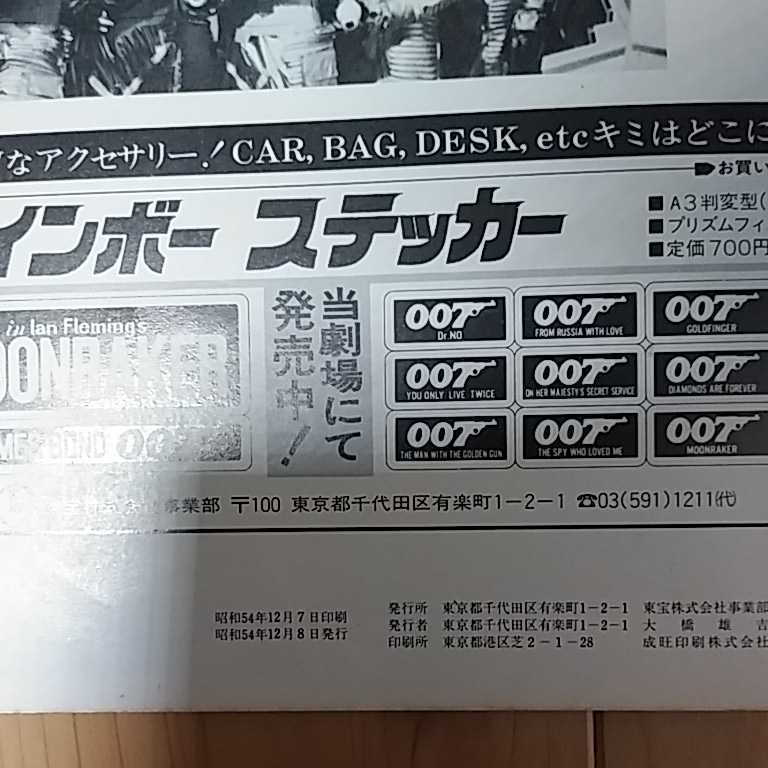 なアクセサリー!CAR, BAG, DESK, etcキミはどこに
お買い
インボー ステッカー
■A3判変型(
■プリズムフィ
■定価700円
in Ian Fleming's
OONRAKER
BOND 007
当劇場にて
発売中!
007
Dr. NO
007
FROM RUSSIA WITH LOVE
007
GOLDFINGER
007
YOU ONLY LIVE TWICE
007
ON HER MAJESTY'S SECRET SERVICE
007
DIAMONDS ARE FOREVER
007
THE MAN WITH THE GOLDEN GUN
007
THE SPY WHO LOVED ME
007
MOONRAKER
事業部 〒100 東京都千代田区有楽町1-2-1 ☎03(591)1211(代)
昭和54年12月7日印刷
昭和54年12月8日発行
発行所 東京都千代田区有楽町1-2-1 東宝株式会社事業部
発行者 東京都千代田区有楽町1-2-1 大橋雄吉
印刷所 東京都港区芝2-1-28 成旺印刷株式会社